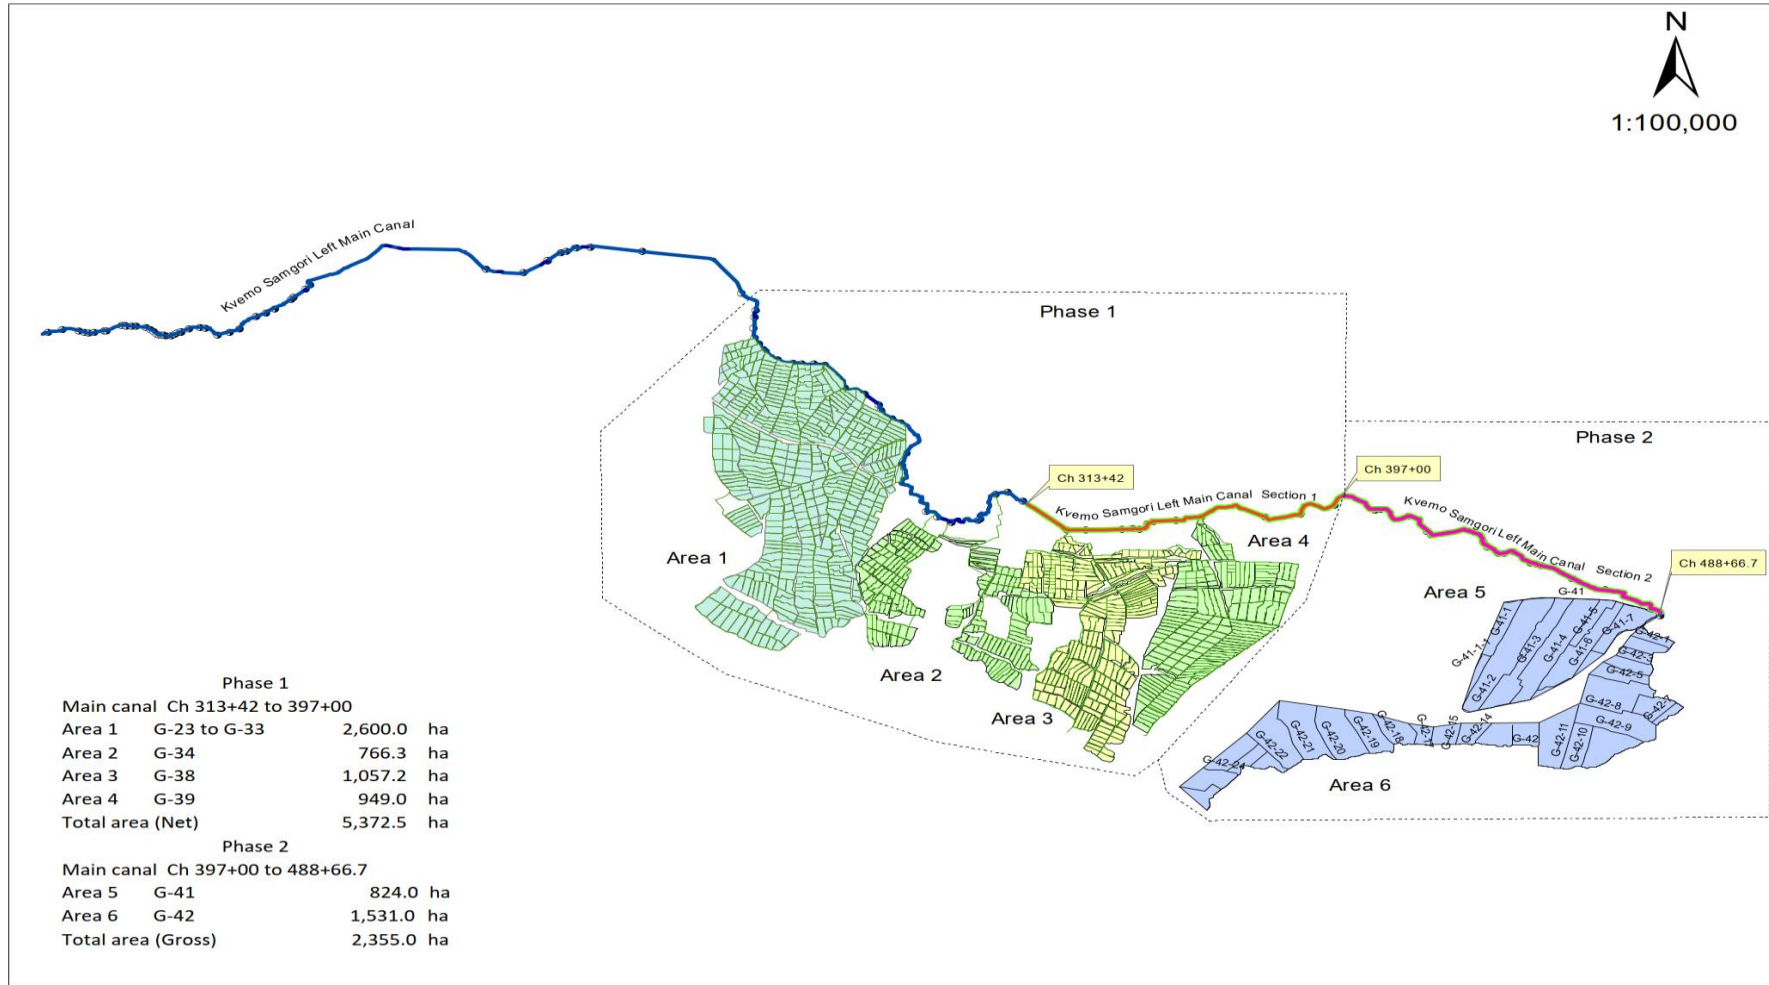 N
1:100,000
Kvemo Samgori Left Main Canal
Phase 1
Phase 2
Ch 313+42
Ch 397+00
Kvemo Samgori Left Main Canal Section 1
Kvemo Samgori Left Main Canal Section 2
Ch 488+66.7
Area 1
Area 4
Area 5
Area 2
Area 3
Area 6
G-41
G-41-1
G-41-1-1
G-41-2
G-41-3
G-41-4
G-41-5
G-41-6
G-41-7
G-42-1
G-42-3
G-42-5
G-42-7
G-42-8
G-42-9
G-42-10
G-42-11
G-42
G-42-14
G-42-15
G-42-18
G-42-19
G-42-20
G-42-21
G-42-22
G-42-24
Phase 1
Main canal Ch 313+42 to 397+00
Area 1 G-23 to G-33 2,600.0 ha
Area 2 G-34 766.3 ha
Area 3 G-38 1,057.2 ha
Area 4 G-39 949.0 ha
Total area (Net) 5,372.5 ha
Phase 2
Main canal Ch 397+00 to 488+66.7
Area 5 G-41 824.0 ha
Area 6 G-42 1,531.0 ha
Total area (Gross) 2,355.0 ha